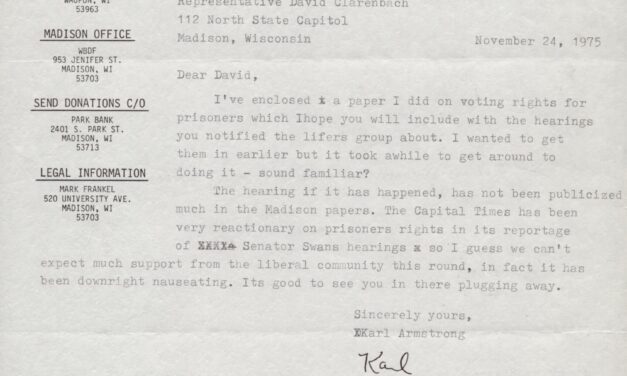 WAUPUN, WI
53963
MADISON OFFICE
WBDF
953 JENIFER ST.
MADISON, WI
53703
SEND DONATIONS C/O
PARK BANK
2401 S. PARK ST.
MADISON, WI
53713
LEGAL INFORMATION
MARK FRANKEL
520 UNIVERSITY AVE.
MADISON, WI
53703
Representative David Clarenbach
112 North State Capitol
Madison, Wisconsin
November 24, 1975
Dear David,
I've enclosed x a paper I did on voting rights for
prisoners which Ihope you will include with the hearings
you notified the lifers group about. I wanted to get
them in earlier but it took awhile to get around to
doing it - sound familiar?
The hearing if it has happened, has not been publicized
much in the Madison papers. The Capital Times has been
very reactionary on prisoners rights in its reportage
of XXXX Senator Swans hearings x so I guess we can't
expect much support from the liberal community this round, in fact it has
been downright nauseating. Its good to see you in there plugging away.
Sincerely yours,
XKarl Armstrong
Karl